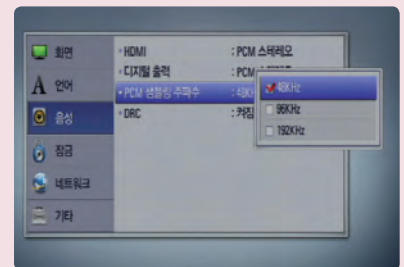 화면
언어
음성
잠금
네트워크
기타
HDMI : PCM 스테레오
디지털 출력 : PCM
PCM 샘플링 주파수 : 48KHz
DRC : 켜짐
48KHz
96KHz
192KHz